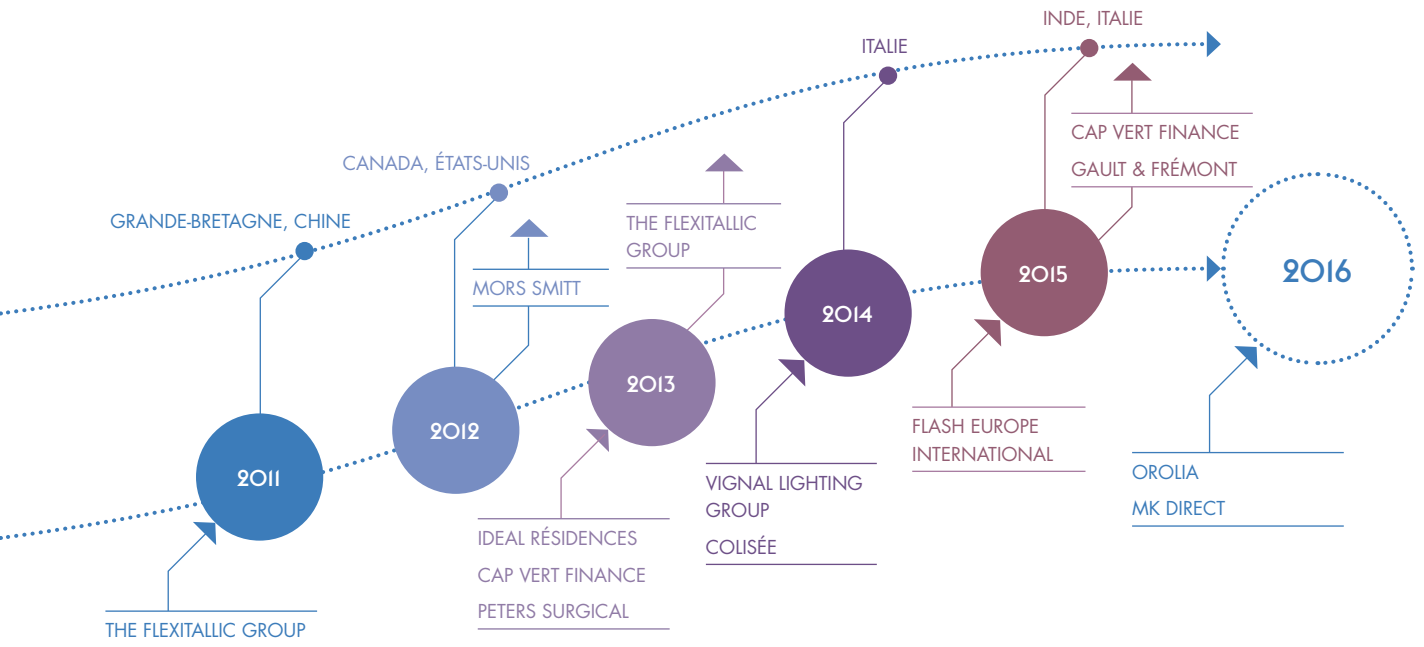 INDE, ITALIE
ITALIE
CAP VERT FINANCE
GAULT & FRÉMONT
CANADA, ÉTATS-UNIS
GRANDE-BRETAGNE, CHINE
THE FLEXITALLIC
GROUP
MORS SMITT
2011
2012
2013
2014
2015
2016
THE FLEXITALLIC GROUP
IDEAL RÉSIDENCES
CAP VERT FINANCE
PETERS SURGICAL
VIGNAL LIGHTING
GROUP
COLISÉE
FLASH EUROPE
INTERNATIONAL
OROLIA
MK DIRECT